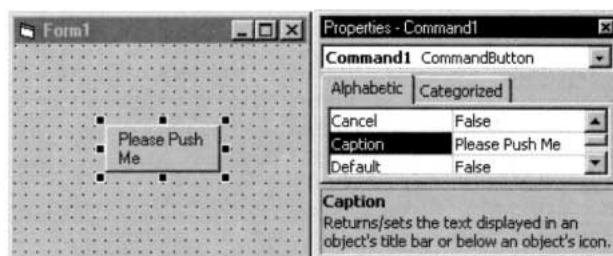 Form1
Please Push
Me
Properties - Command1
Command1 CommandButton
Alphabetic Categorized
Cancel False
Caption Please Push Me
Default False
Caption
Returns/sets the text displayed in an
object's title bar or below an object's icon.